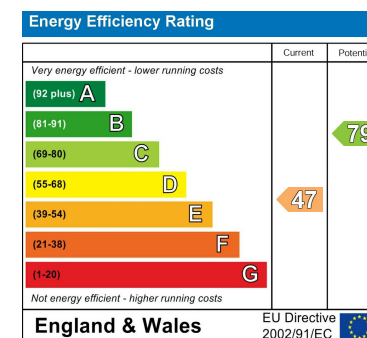 Energy Efficiency Rating
Current Potenti
Very energy efficient - lower running costs
(92 plus) A
(81-91) B
(69-80) C
79
(55-68) D
(39-54) E
47
(21-38) F
(1-20) G
Not energy efficient - higher running costs
England & Wales
EU Directive
2002/91/EC